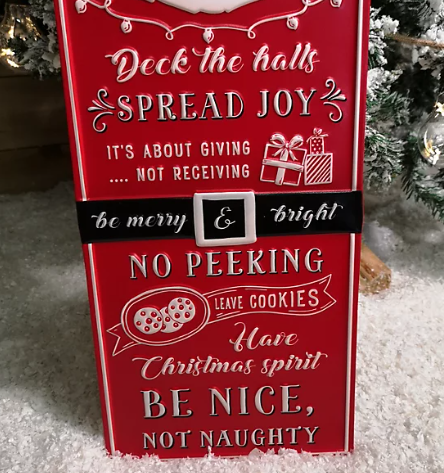 Deck the halls
SPREAD JOY
IT'S ABOUT GIVING
.... NOT RECEIVING
be merry & bright
NO PEEKING
LEAVE COOKIES
Have
Christmas spirit
BE NICE,
NOT NAUGHTY